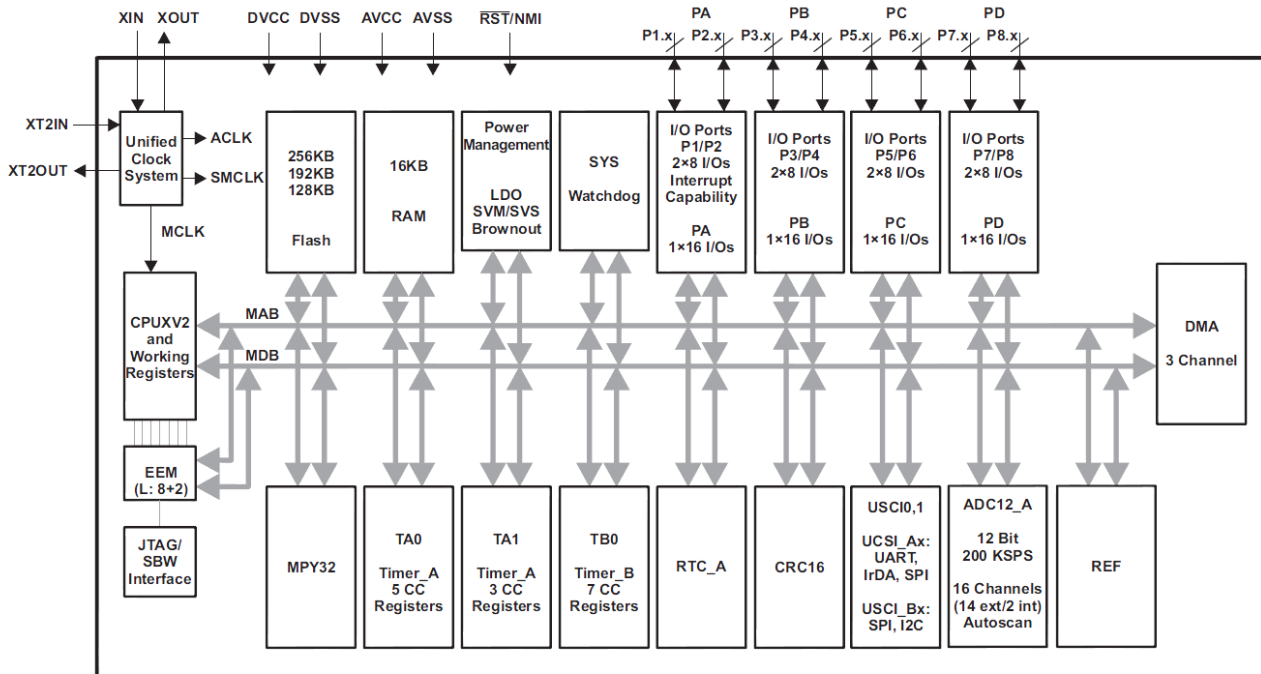 PA PB PC PD
XIN XOUT DVCC DVSS AVCC AVSS RST/NMI
P1.x P2.x P3.x P4.x P5.x P6.x P7.x P8.x
XT2IN
XT2OUT
Unified
Clock
System
ACLK
SMCLK
MCLK
256KB
192KB
128KB
Flash
16KB
RAM
Power
Management
LDO
SVM/SVS
Brownout
SYS
Watchdog
I/O Ports
P1/P2
2×8 I/Os
Interrupt
Capability
PA
1×16 I/Os
I/O Ports
P3/P4
2×8 I/Os
PB
1×16 I/Os
I/O Ports
P5/P6
2×8 I/Os
PC
1×16 I/Os
I/O Ports
P7/P8
2×8 I/Os
PD
1×16 I/Os
CPUXV2
and
Working
Registers
MAB
MDB
DMA
3 Channel
EEM
(L: 8+2)
JTAG/
SBW
Interface
MPY32
TA0
Timer_A
5 CC
Registers
TA1
Timer_A
3 CC
Registers
TB0
Timer_B
7 CC
Registers
RTC_A
CRC16
USCI0,1
UCSI_Ax:
UART,
IrDA, SPI
USCI_Bx:
SPI, I2C
ADC12_A
12 Bit
200 KSPS
16 Channels
(14 ext/2 int)
Autoscan
REF